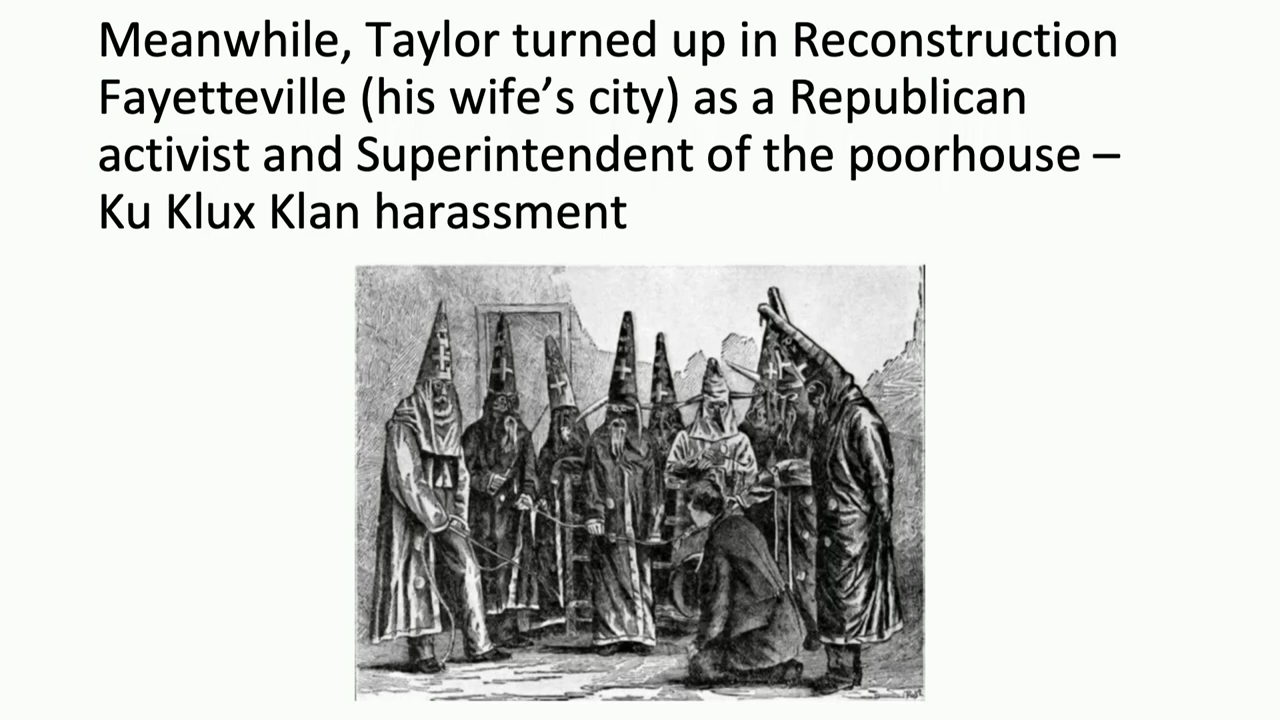 Meanwhile, Taylor turned up in Reconstruction
Fayetteville (his wife’s city) as a Republican
activist and Superintendent of the poorhouse –
Ku Klux Klan harassment